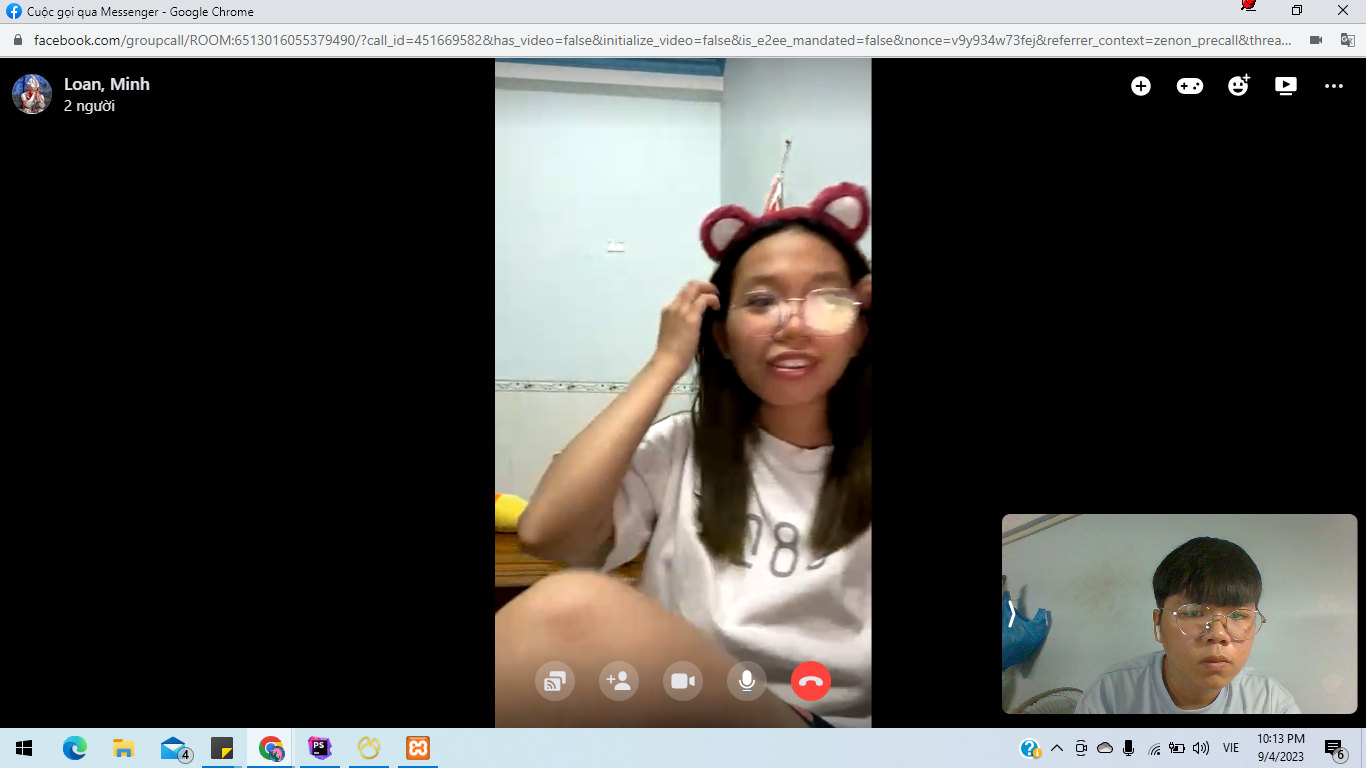 Cuộc gọi qua Messenger - Google Chrome
facebook.com/groupcall/ROOM:6513016055379490/?call_id=451669582&has_video=false&initialize_video=false&is_e2ee_mandated=false&nonce=v9y934w73fej&referrer_context=zenon_precall&threa...
Loan, Minh
2 người
PS
4
VIE
10:13 PM
9/4/2023
6